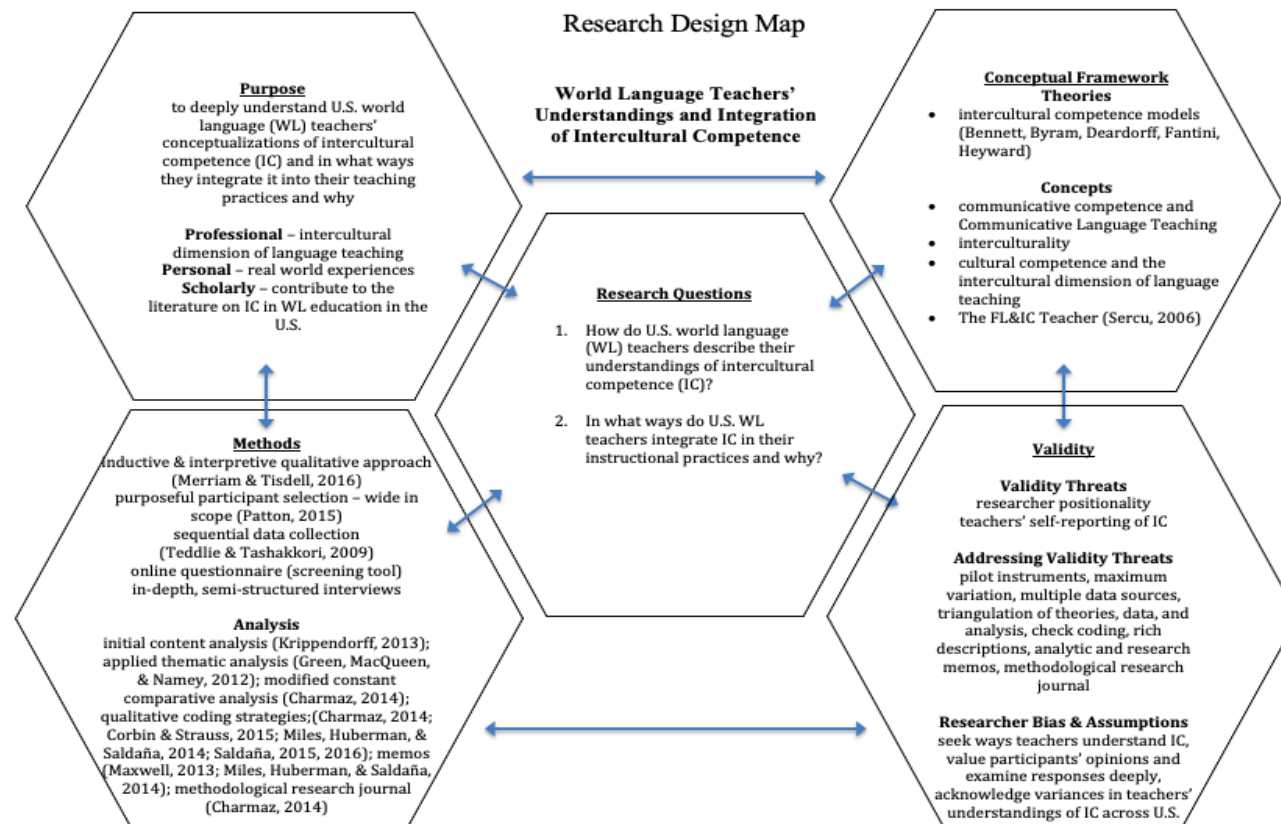 Research Design Map
World Language Teachers’
Understandings and Integration
of Intercultural Competence
Purpose
to deeply understand U.S. world
language (WL) teachers’
conceptualizations of intercultural
competence (IC) and in what ways
they integrate it into their teaching
practices and why
Professional – intercultural
dimension of language teaching
Personal – real world experiences
Scholarly – contribute to the
literature on IC in WL education in the
U.S.
Conceptual Framework
Theories
• intercultural competence models
(Bennett, Byram, Deardorff, Fantini,
Heyward)
Concepts
• communicative competence and
Communicative Language Teaching
• interculturality
• cultural competence and the
intercultural dimension of language
teaching
• The FL&IC Teacher (Sercu, 2006)
Research Questions
1. How do U.S. world language
(WL) teachers describe their
understandings of intercultural
competence (IC)?
2. In what ways do U.S. WL
teachers integrate IC in their
instructional practices and why?
Methods
inductive & interpretive qualitative approach
(Merriam & Tisdell, 2016)
purposeful participant selection – wide in
scope (Patton, 2015)
sequential data collection
(Teddlie & Tashakkori, 2009)
online questionnaire (screening tool)
in-depth, semi-structured interviews
Analysis
initial content analysis (Krippendorff, 2013);
applied thematic analysis (Green, MacQueen,
& Namey, 2012); modified constant
comparative analysis (Charmaz, 2014);
qualitative coding strategies;(Charmaz, 2014;
Corbin & Strauss, 2015; Miles, Huberman, &
Saldaña, 2014; Saldaña, 2015, 2016); memos
(Maxwell, 2013; Miles, Huberman, & Saldaña,
2014); methodological research journal
(Charmaz, 2014)
Validity
Validity Threats
researcher positionality
teachers’ self-reporting of IC
Addressing Validity Threats
pilot instruments, maximum
variation, multiple data sources,
triangulation of theories, data, and
analysis, check coding, rich
descriptions, analytic and research
memos, methodological research
journal
Researcher Bias & Assumptions
seek ways teachers understand IC,
value participants’ opinions and
examine responses deeply,
acknowledge variances in teachers’
understandings of IC across U.S.